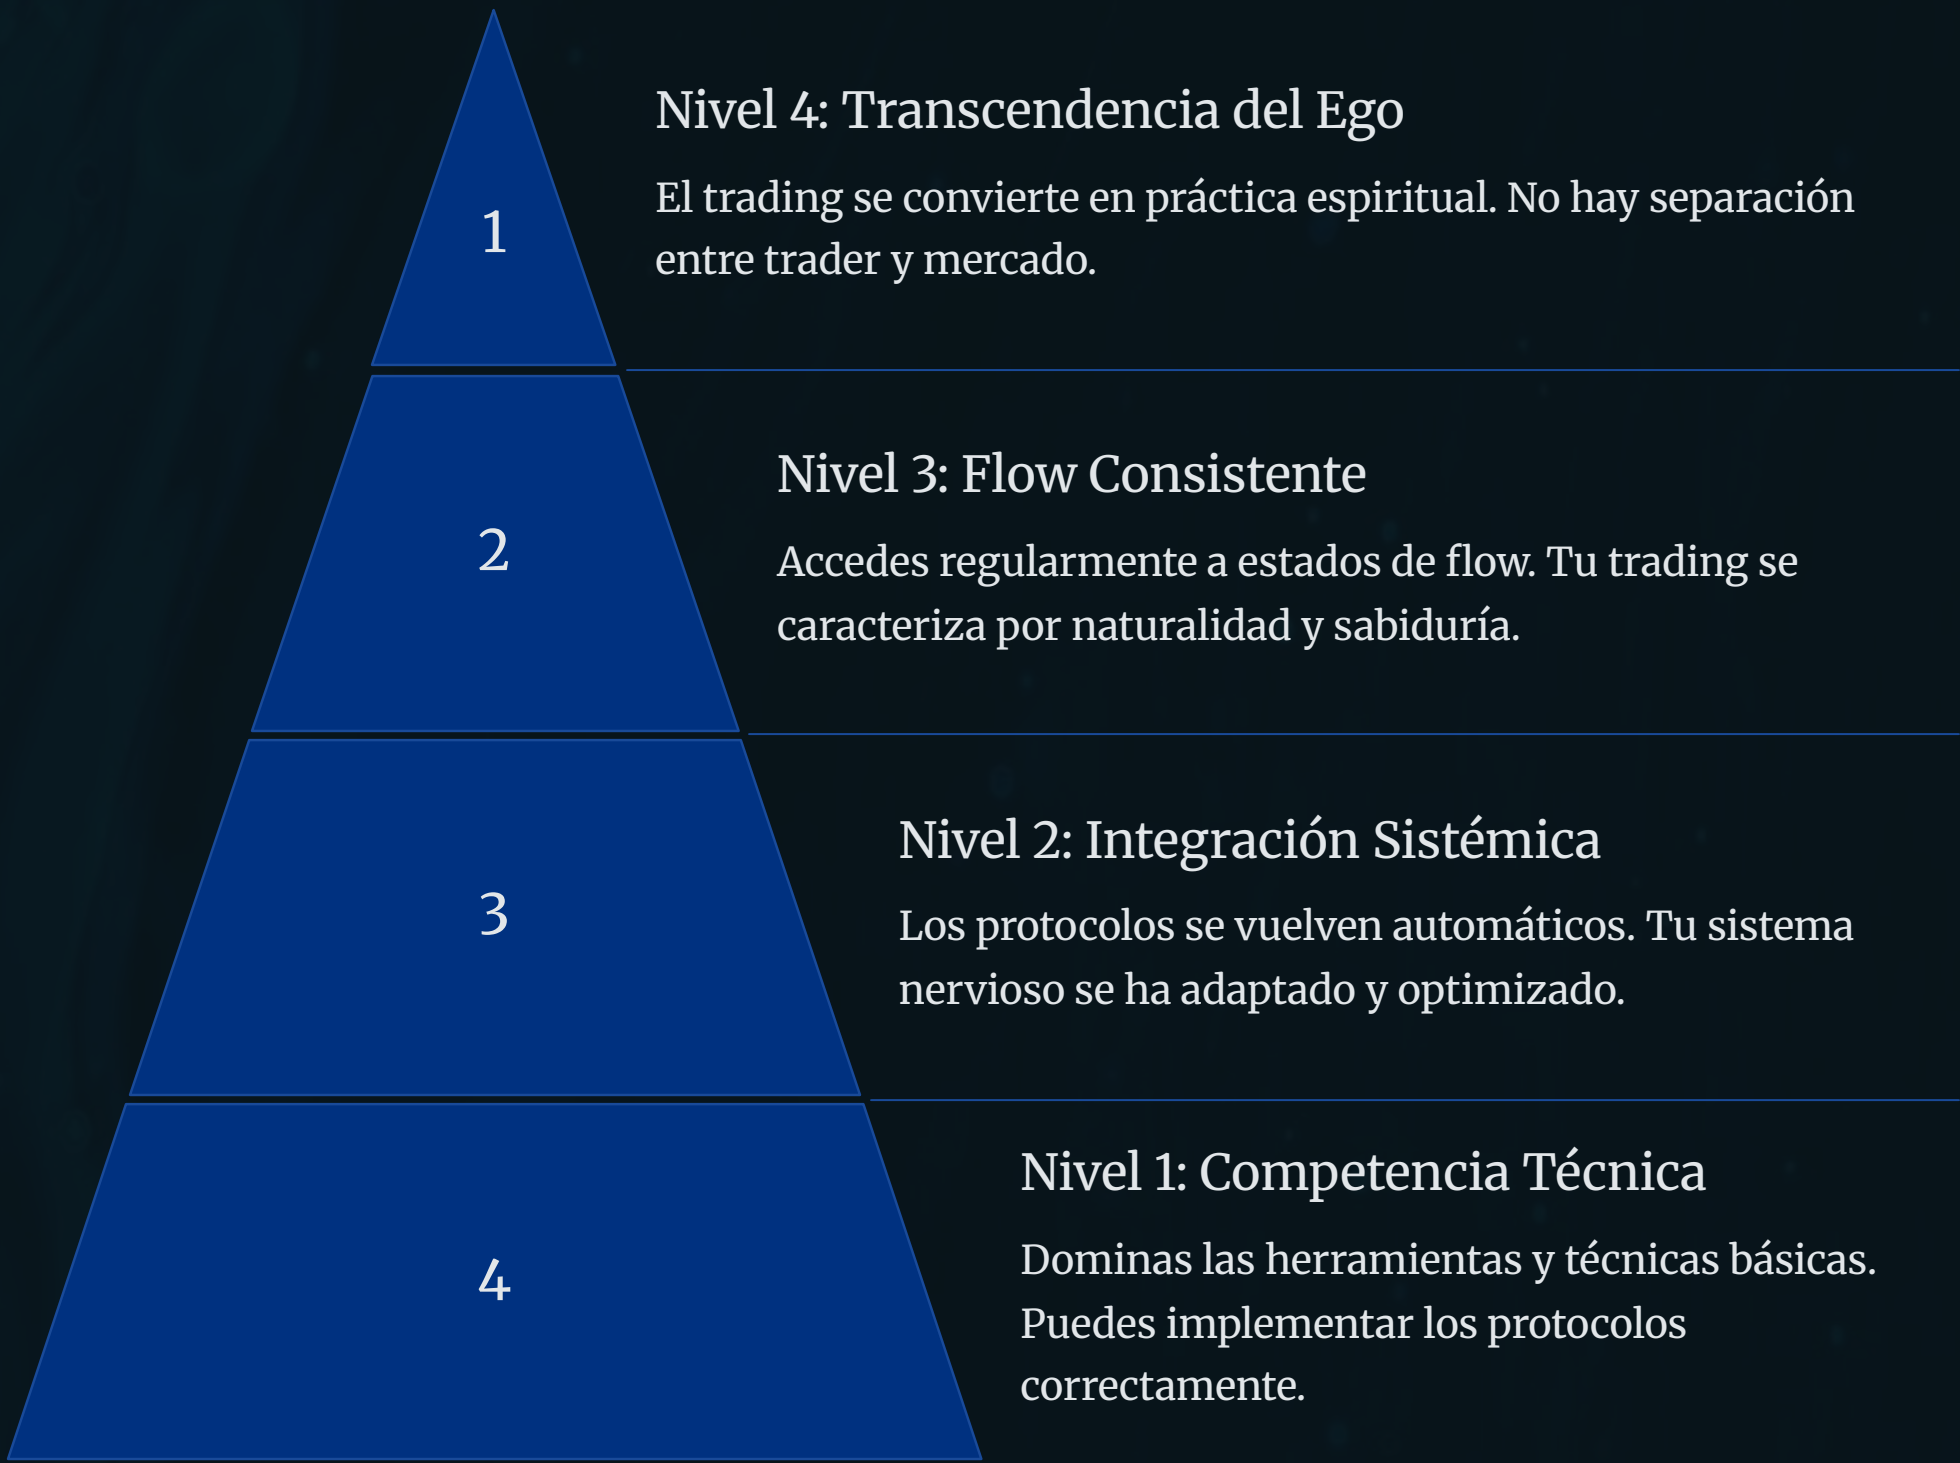 1
Nivel 4: Transcendencia del Ego
El trading se convierte en práctica espiritual. No hay separación
entre trader y mercado.
2
Nivel 3: Flow Consistente
Accedes regularmente a estados de flow. Tu trading se
caracteriza por naturalidad y sabiduría.
3
Nivel 2: Integración Sistémica
Los protocolos se vuelven automáticos. Tu sistema
nervioso se ha adaptado y optimizado.
4
Nivel 1: Competencia Técnica
Dominas las herramientas y técnicas básicas.
Puedes implementar los protocolos
correctamente.